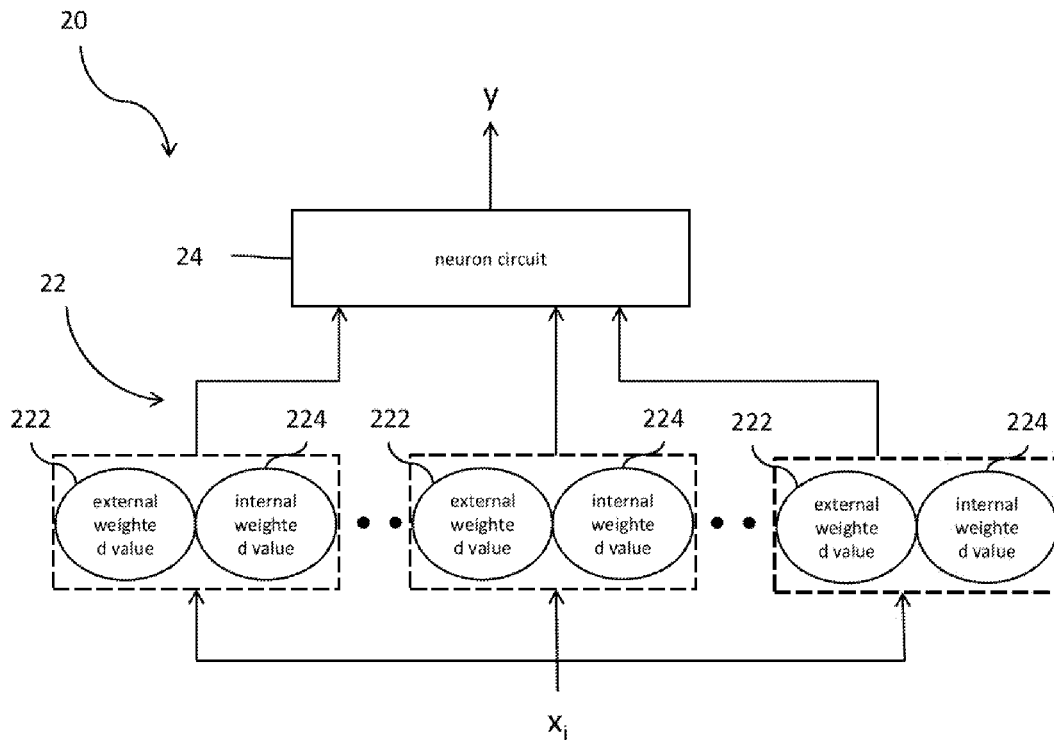 20
y
24
neuron circuit
22
222
224
222
224
222
224
external
weighte
d value
internal
weighte
d value
external
weighte
d value
internal
weighte
d value
external
weighte
d value
internal
weighte
d value
xi